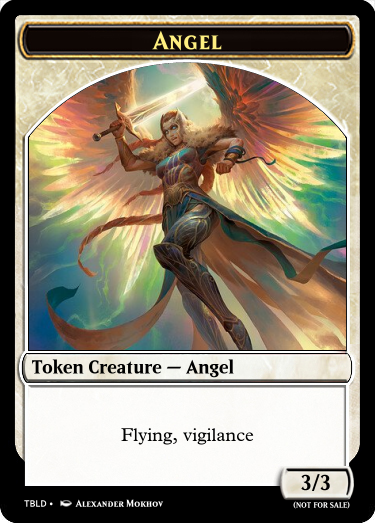 ANGEL
Token Creature — Angel
Flying, vigilance
3/3
TBLD • ALEXANDER MOKHOV
(NOT FOR SALE)